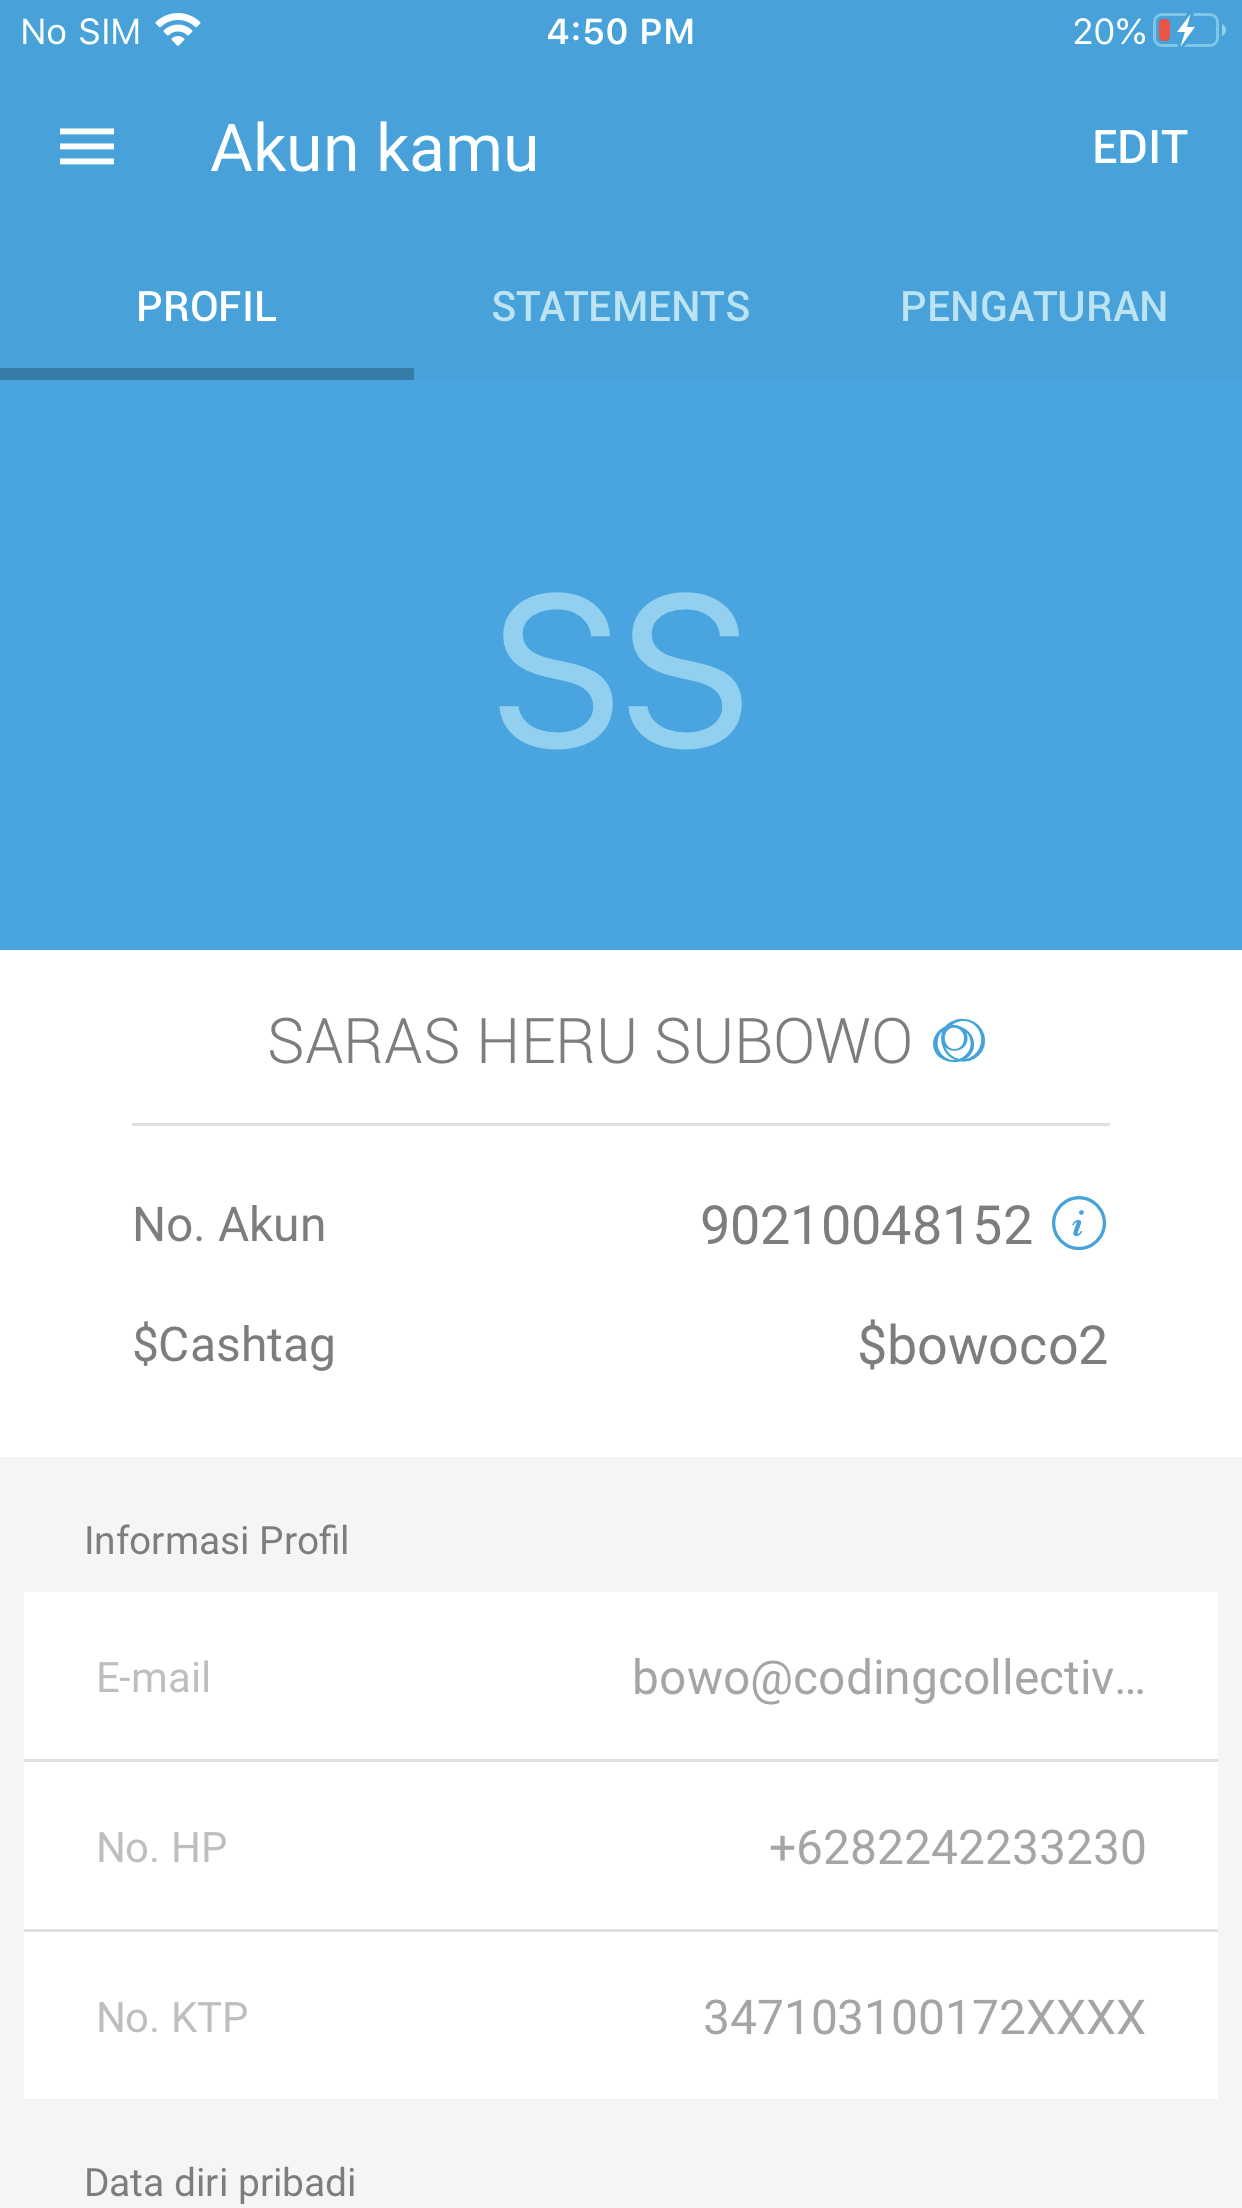 No SIM 4:50 PM 20%
Akun kamu EDIT
PROFIL STATEMENTS PENGATURAN
SS
SARAS HERU SUBOWO
No. Akun 90210048152 i
$Cashtag $bowoco2
Informasi Profil
E-mail bowo@codingcollectiv...
No. HP +6282242233230
No. KTP 347103100172XXXX
Data diri pribadi